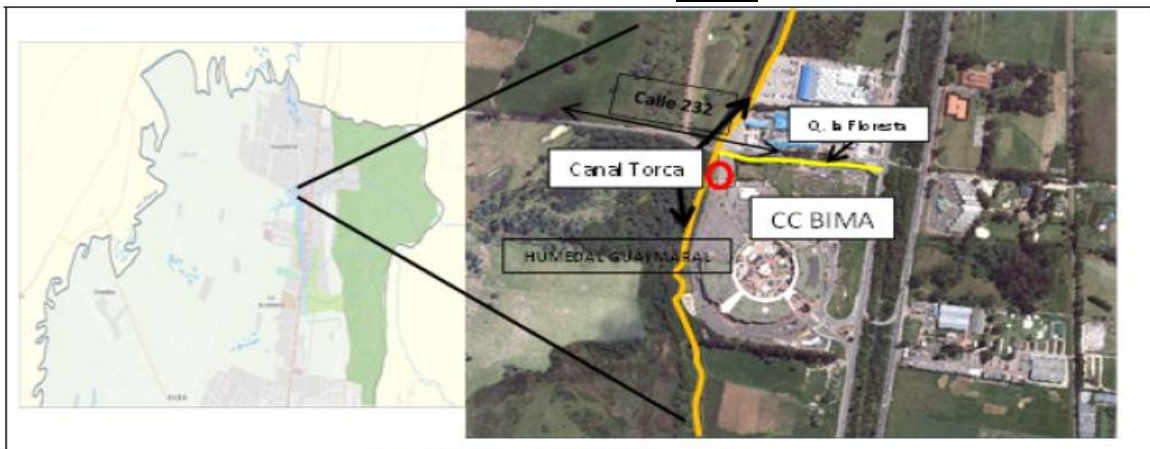 Calle 232
Q. la Floresta
Canal Torca
CC BIMA
HUMEDAL GUAYMARAL